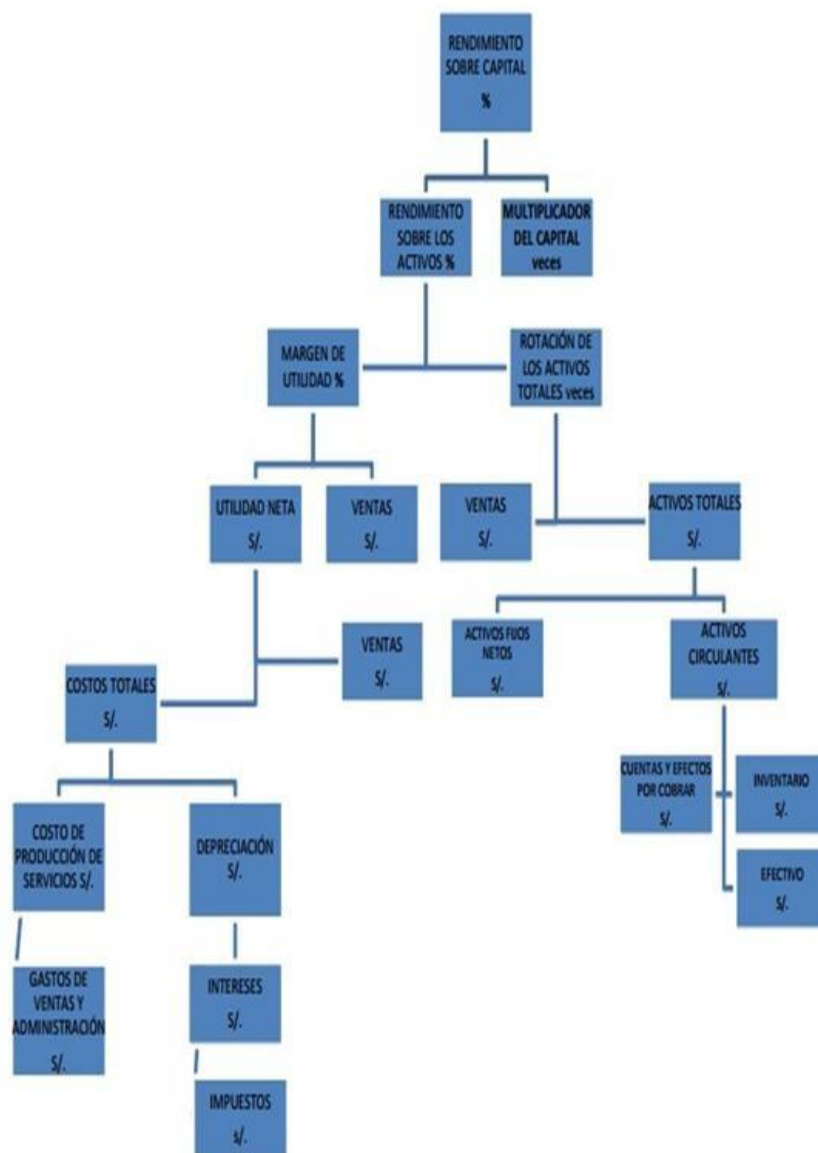 RENDIMIENTO
SOBRE CAPITAL
%
RENDIMIENTO
SOBRE LOS
ACTIVOS %
MULTIPLICADOR
DEL CAPITAL
veces
MARGEN DE
UTILIDAD %
ROTACIÓN DE
LOS ACTIVOS
TOTALES veces
UTILIDAD NETA
S/.
VENTAS
S/.
VENTAS
S/.
ACTIVOS TOTALES
S/.
VENTAS
S/.
ACTIVOS FIJOS
NETOS
S/.
ACTIVOS
CIRCULANTES
S/.
COSTOS TOTALES
S/.
CUENTAS Y EFECTOS
POR COBRAR
S/.
INVENTARIO
S/.
COSTO DE
PRODUCCIÓN DE
SERVICIOS S/.
DEPRECIACIÓN
S/.
EFECTIVO
S/.
GASTOS DE
VENTAS Y
ADMINISTRACIÓN
S/.
INTERESES
S/.
IMPUESTOS
s/.